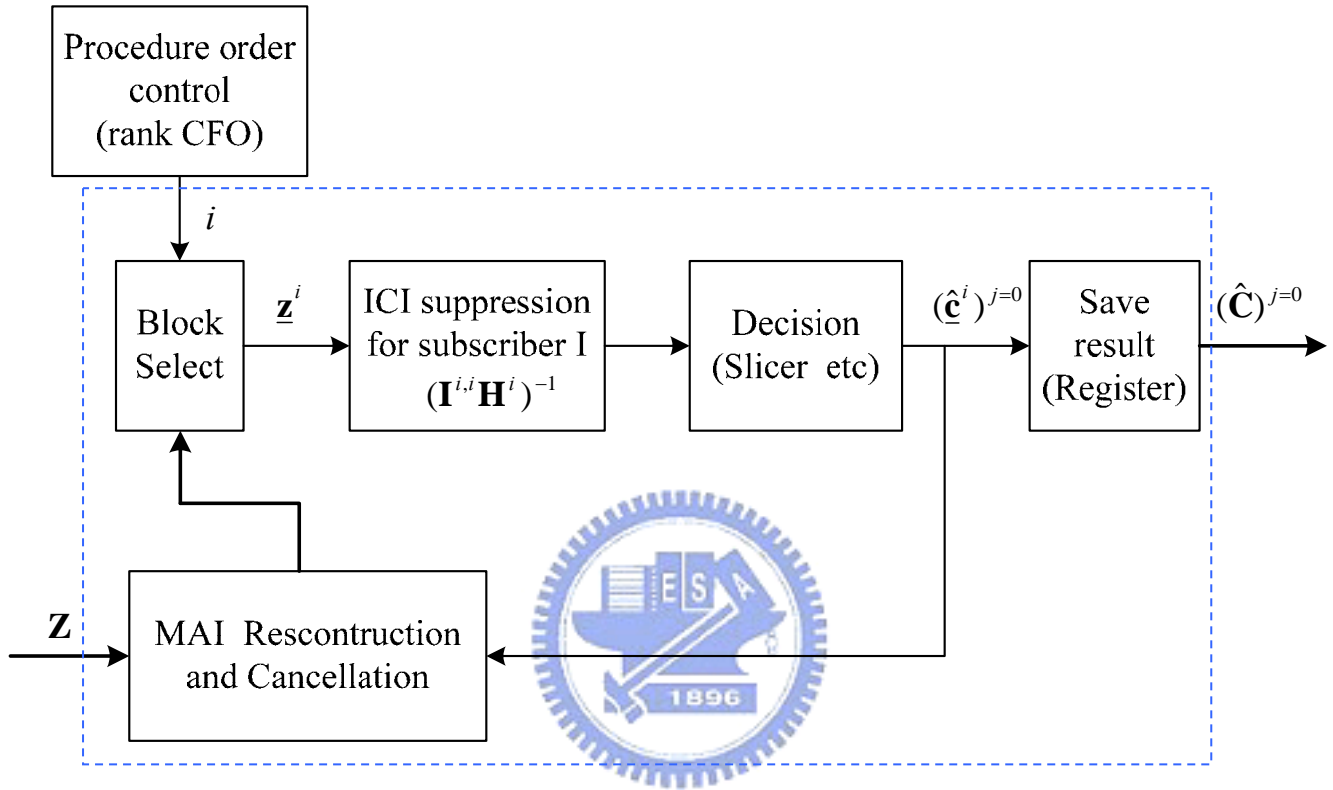 Procedure order
control
(rank CFO)
i
Block
Select
z^i
ICI suppression
for subscriber I
(I^{i,i}H^i)^{-1}
Decision
(Slicer etc)
(ĉ^i)^{j=0}
Save
result
(Register)
(Ĉ)^{j=0}
Z
MAI Rescontruction
and Cancellation
E S A
1896